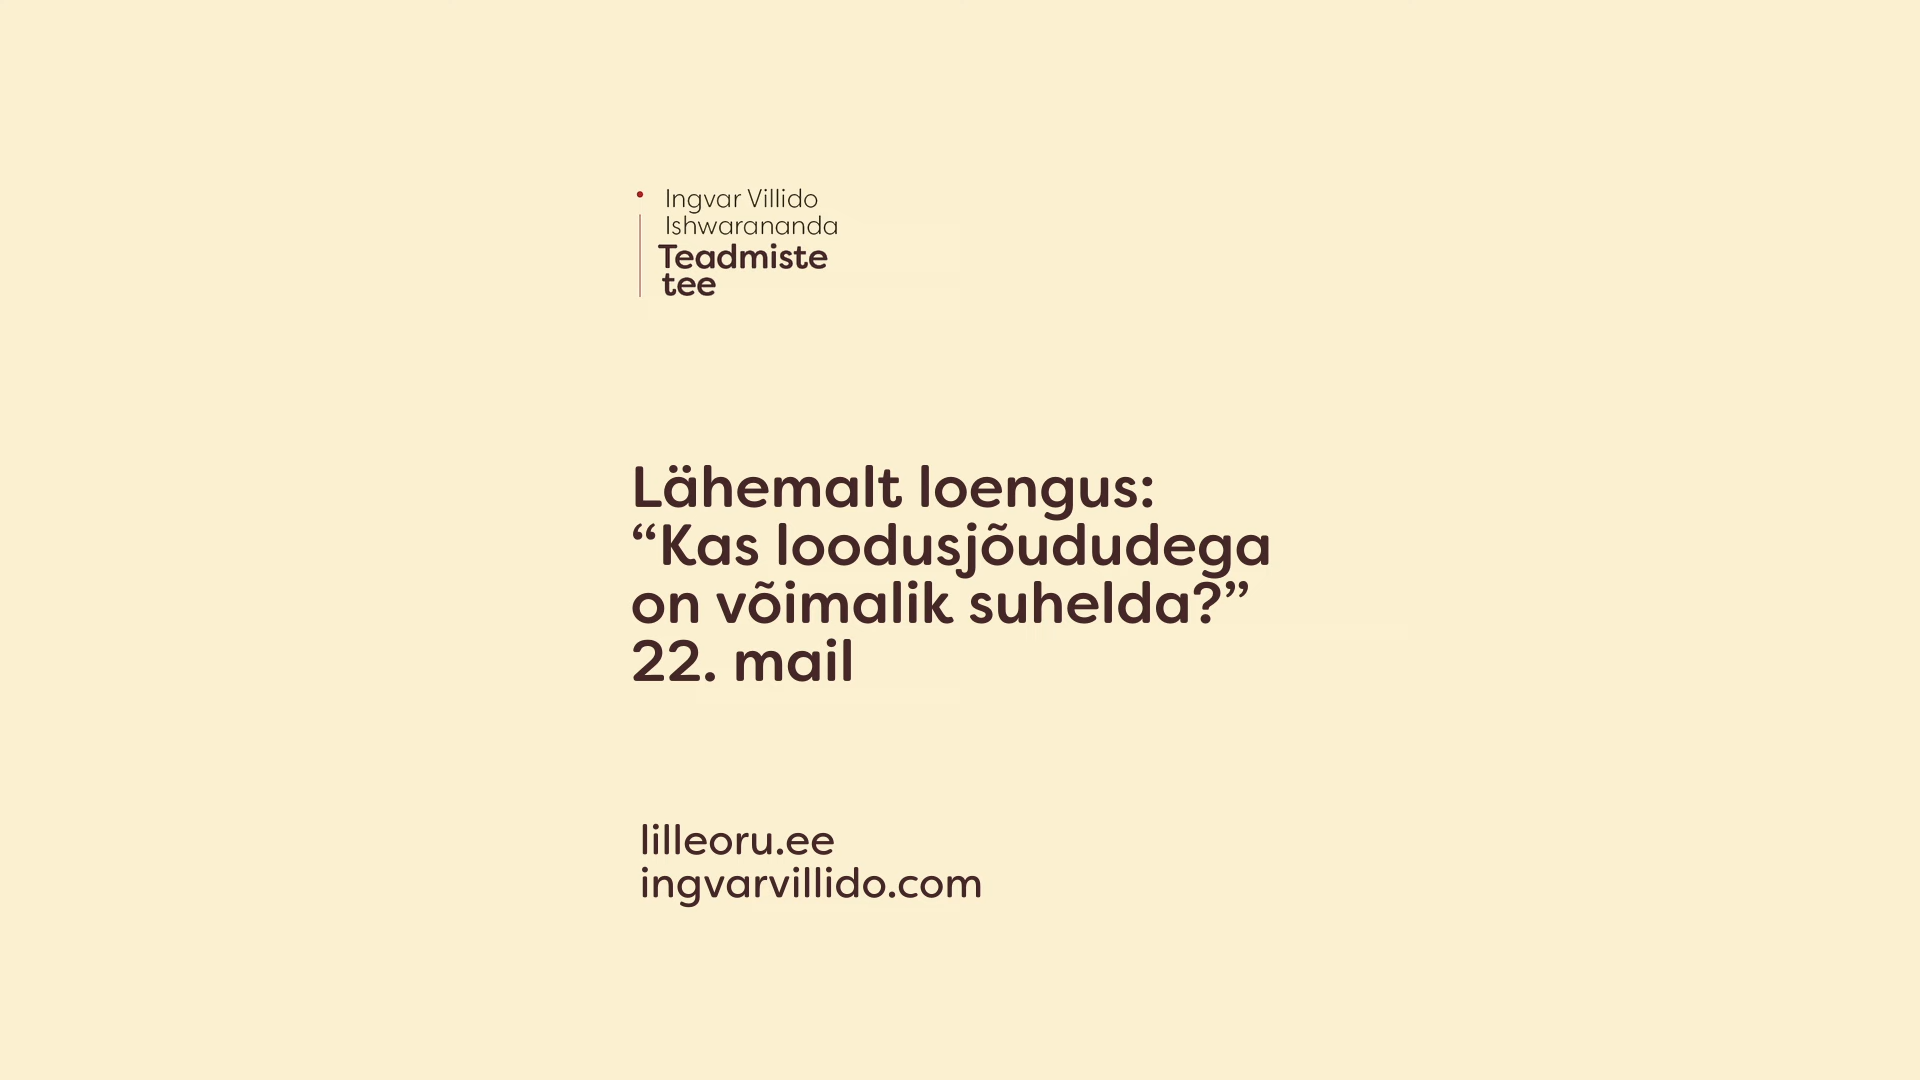 Ingvar Villido
Ishwarananda
Teadmiste
tee
Lähemalt loengus:
“Kas loodusjõududega
on võimalik suhelda?”
22. mail
lilleoru.ee
ingvarvillido.com